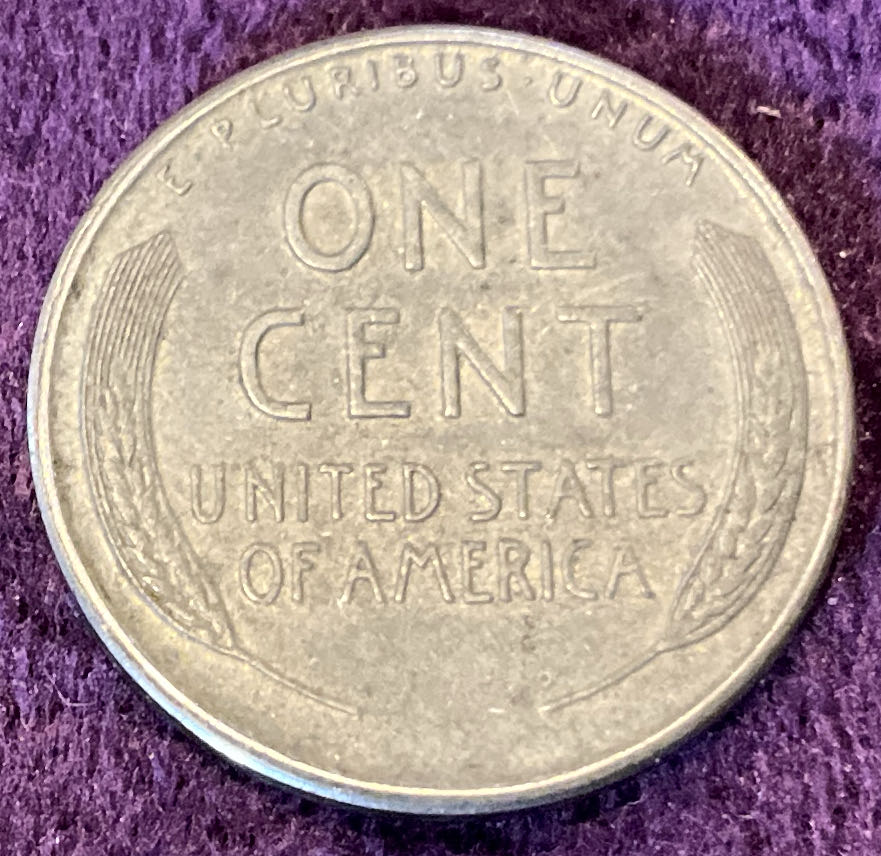 E PLURIBUS · UNUM
ONE
CENT
UNITED STATES
OF AMERICA